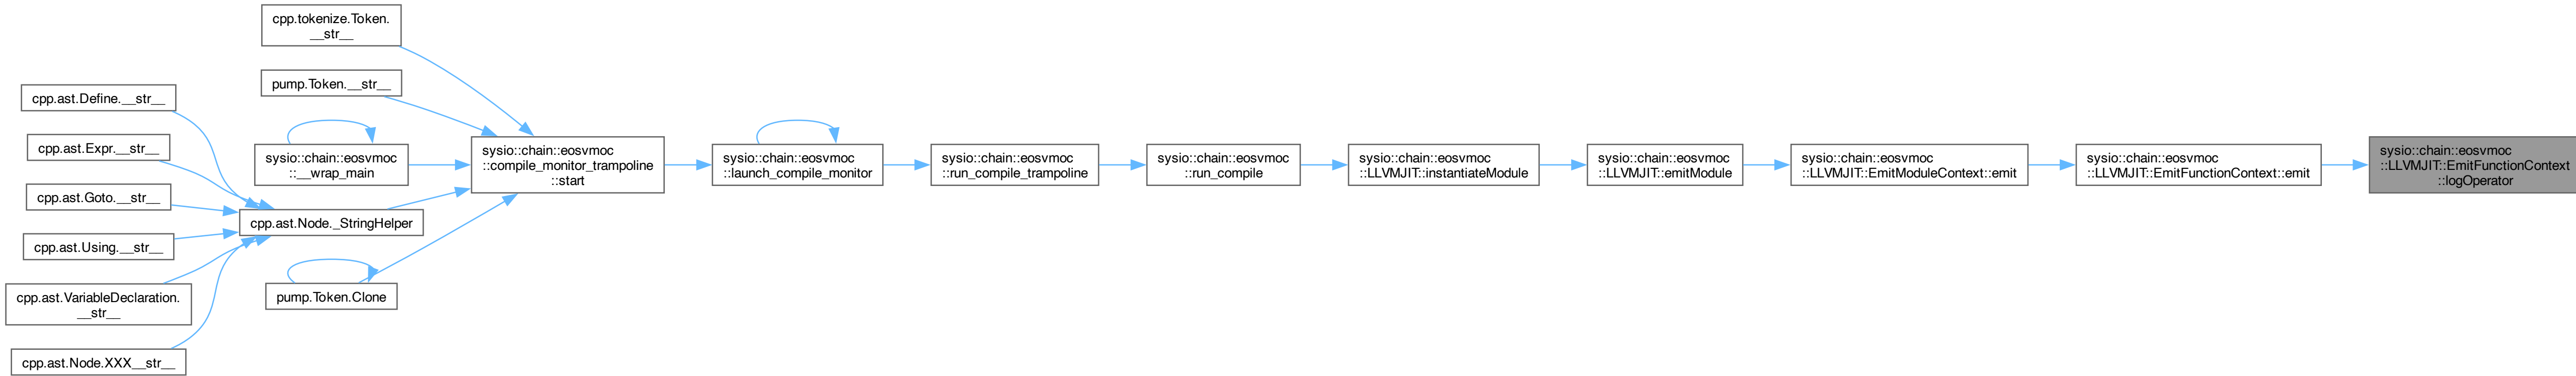 cpp.tokenize.Token.
__str__
pump.Token.__str__
cpp.ast.Define.__str__
cpp.ast.Expr.__str__
sysio::chain::eosvmoc
::__wrap_main
cpp.ast.Goto.__str__
cpp.ast.Node._StringHelper
cpp.ast.Using.__str__
cpp.ast.VariableDeclaration.
__str__
pump.Token.Clone
cpp.ast.Node.XXX__str__
sysio::chain::eosvmoc
::compile_monitor_trampoline
::start
sysio::chain::eosvmoc
::launch_compile_monitor
sysio::chain::eosvmoc
::run_compile_trampoline
sysio::chain::eosvmoc
::run_compile
sysio::chain::eosvmoc
::LLVMJIT::instantiateModule
sysio::chain::eosvmoc
::LLVMJIT::emitModule
sysio::chain::eosvmoc
::LLVMJIT::EmitModuleContext::emit
sysio::chain::eosvmoc
::LLVMJIT::EmitFunctionContext::emit
sysio::chain::eosvmoc
::LLVMJIT::EmitFunctionContext
::logOperator